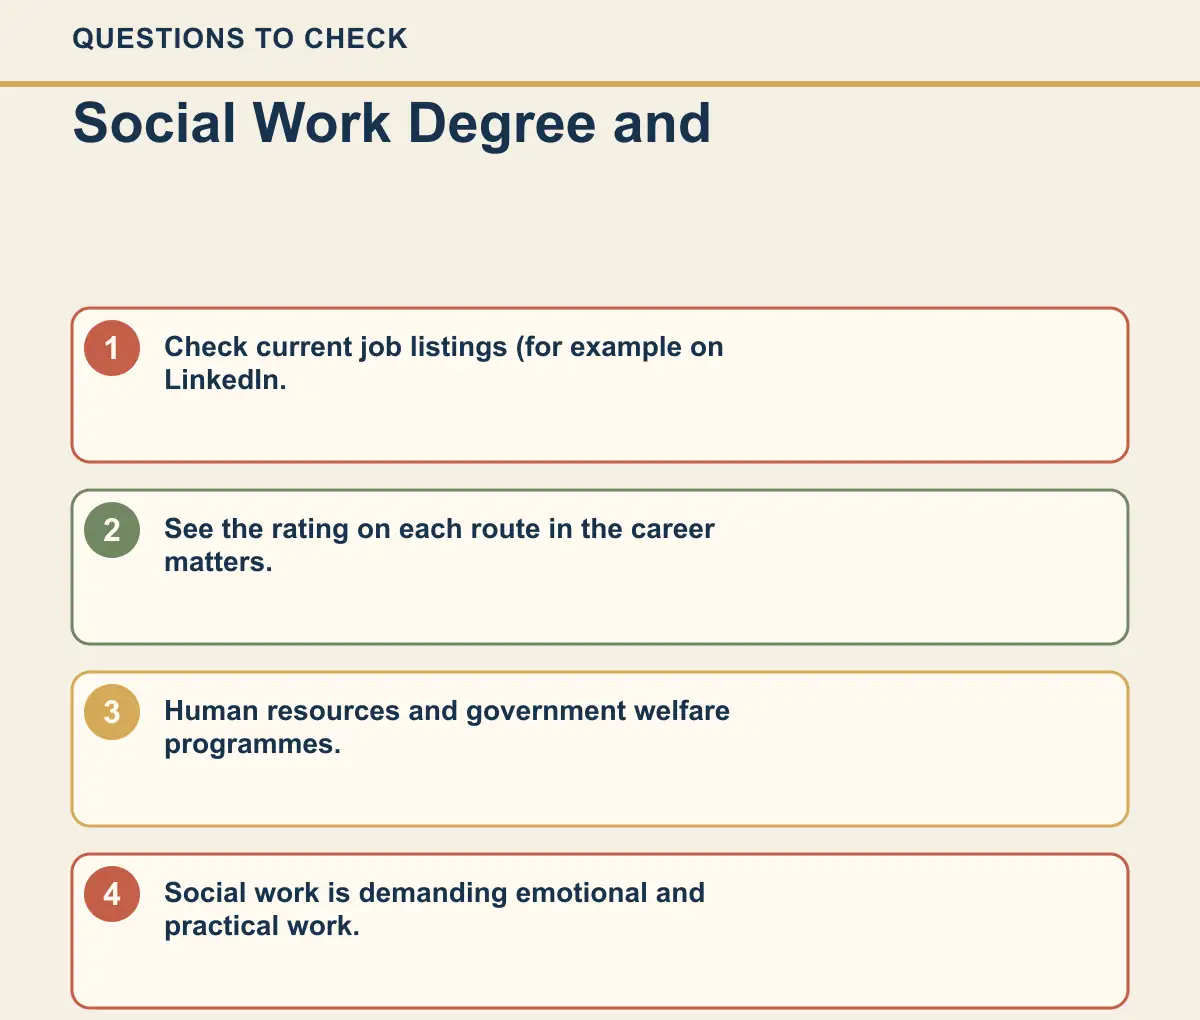 QUESTIONS TO CHECK
Social Work Degree and
1
Check current job listings (for example on
LinkedIn.
2
See the rating on each route in the career
matters.
3
Human resources and government welfare
programmes.
4
Social work is demanding emotional and
practical work.